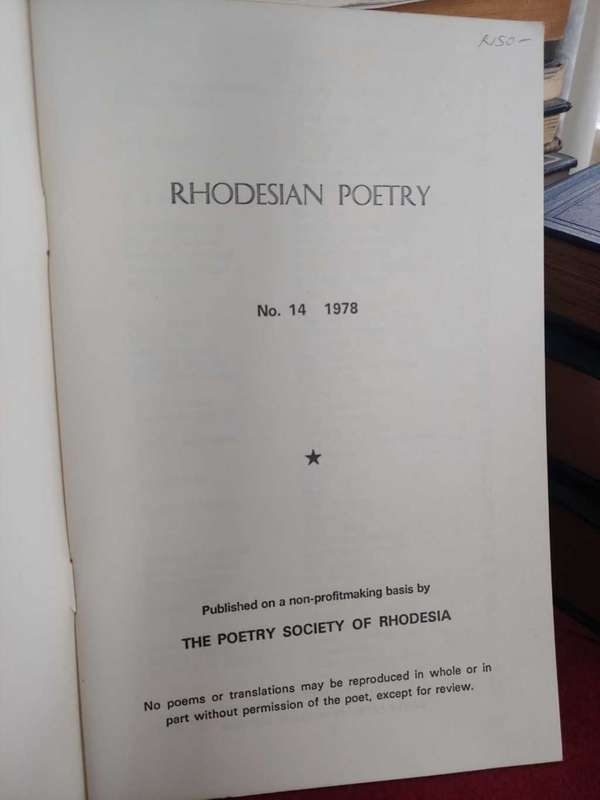 R150-
RHODESIAN POETRY
No. 14 1978
Published on a non-profitmaking basis by
THE POETRY SOCIETY OF RHODESIA
No poems or translations may be reproduced in whole or in
part without permission of the poet, except for review.